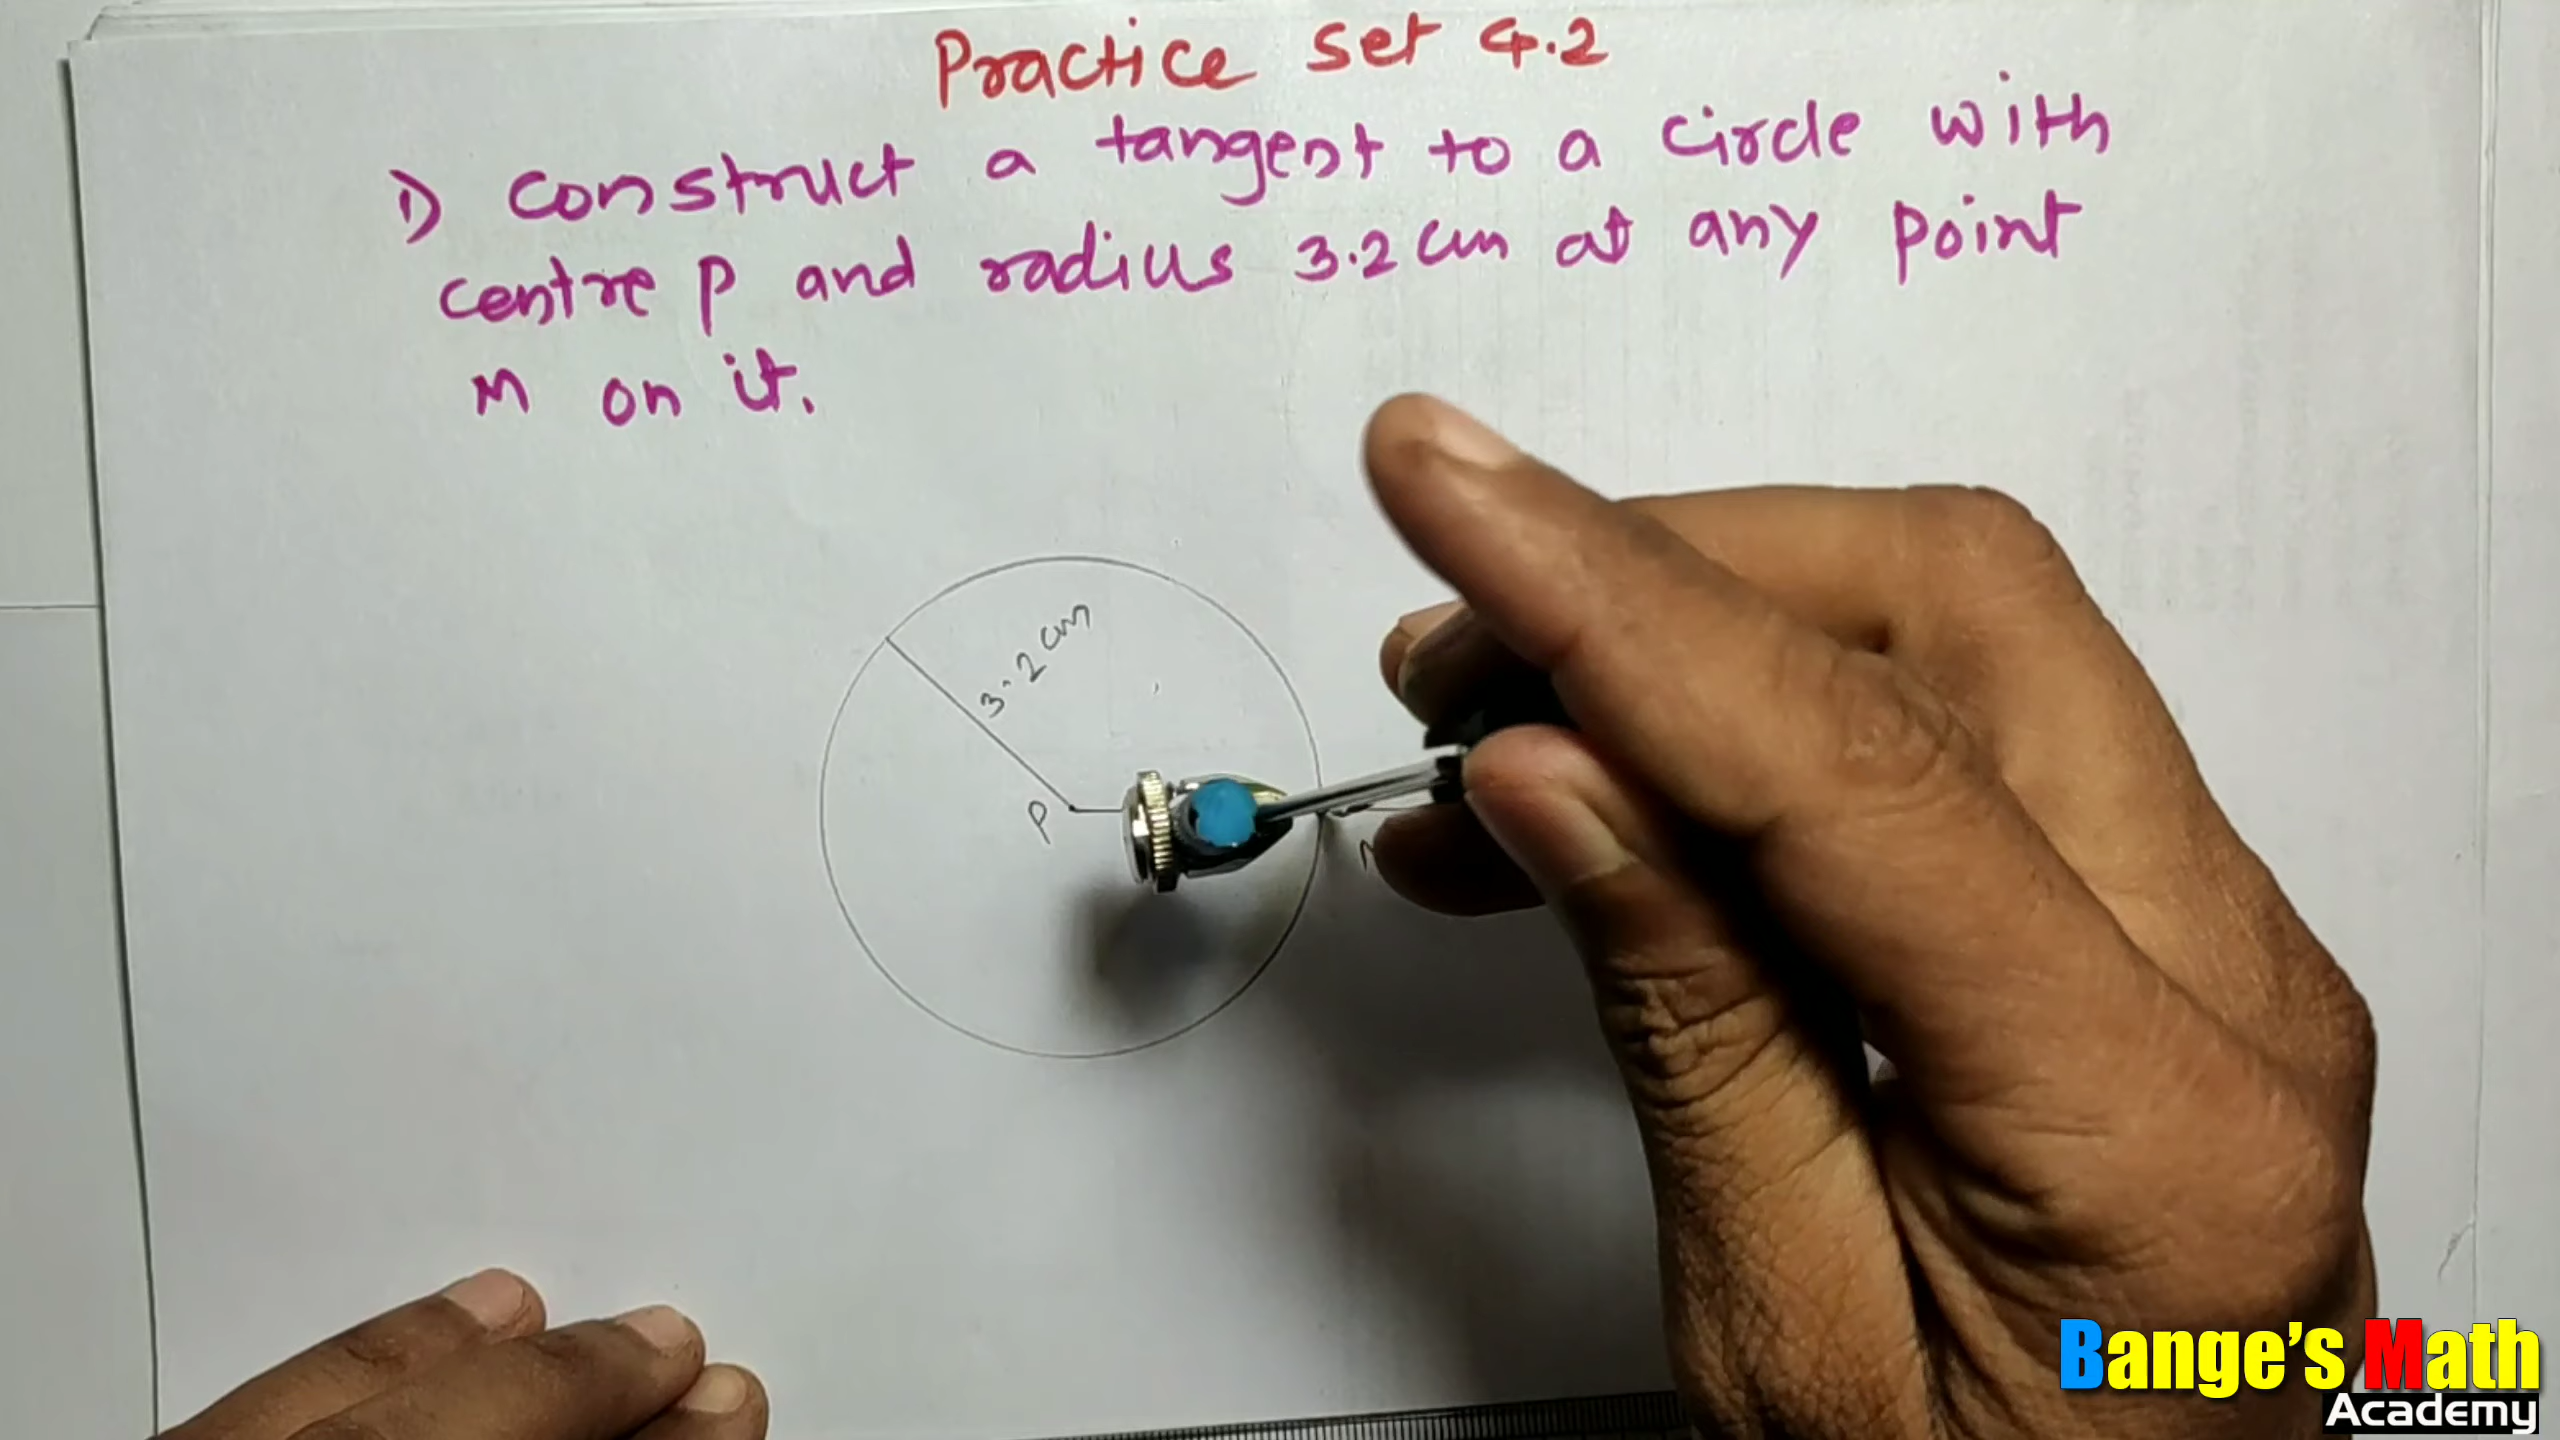 Practice set 4.2
1) construct a tangent to a circle with
centre P and radius 3.2 cm at any point
M on it.
3.2 cm
P
Bange's Math
Academy